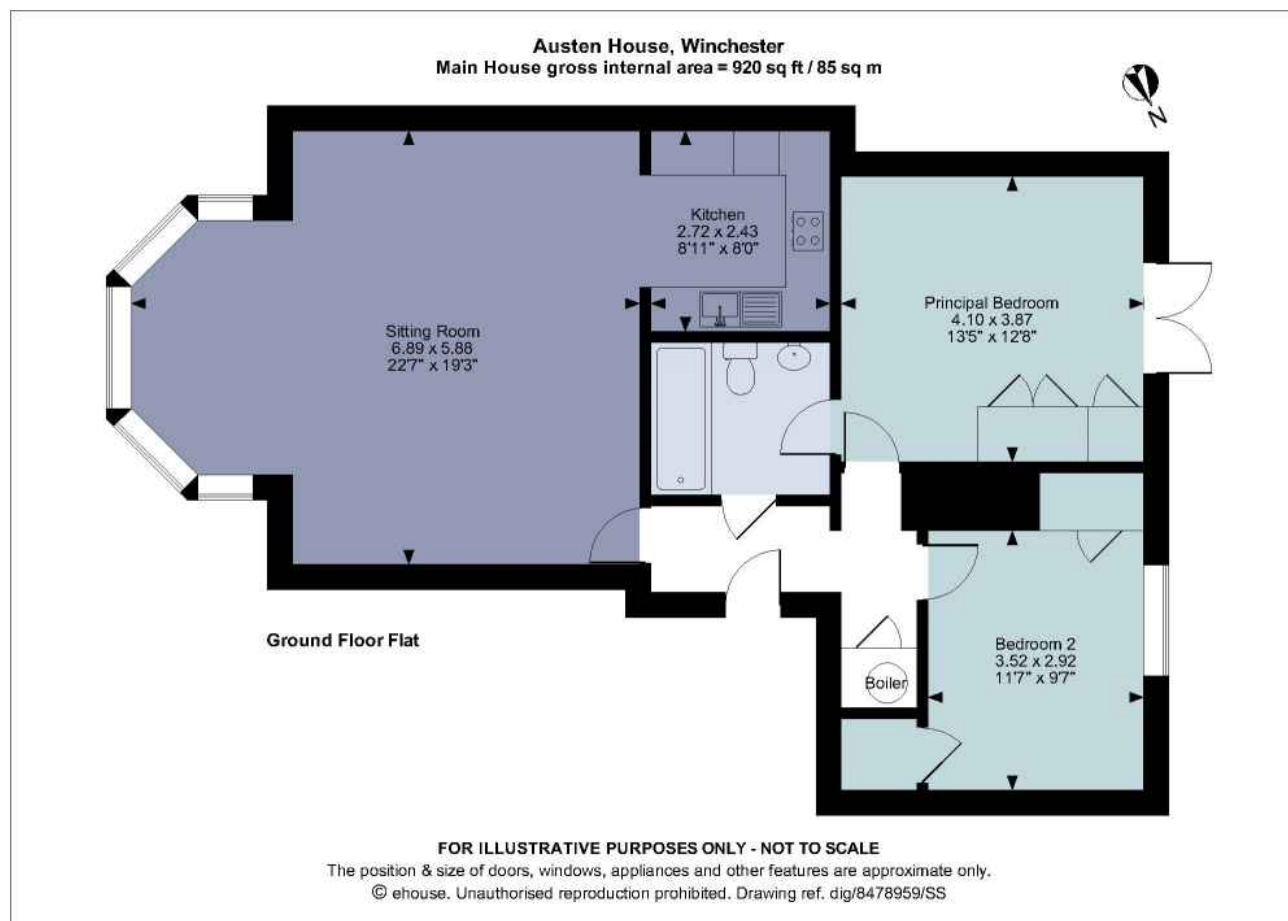 Austen House, Winchester
Main House gross internal area = 920 sq ft / 85 sq m
N
Kitchen
2.72 x 2.43
8'11" x 8'0"
Principal Bedroom
4.10 x 3.87
13'5" x 12'8"
Sitting Room
6.89 x 5.88
22'7" x 19'3"
Ground Floor Flat
Bedroom 2
3.52 x 2.92
11'7" x 9'7"
Boiler
FOR ILLUSTRATIVE PURPOSES ONLY - NOT TO SCALE
The position & size of doors, windows, appliances and other features are approximate only.
© ehouse. Unauthorised reproduction prohibited. Drawing ref. dig/8478959/SS